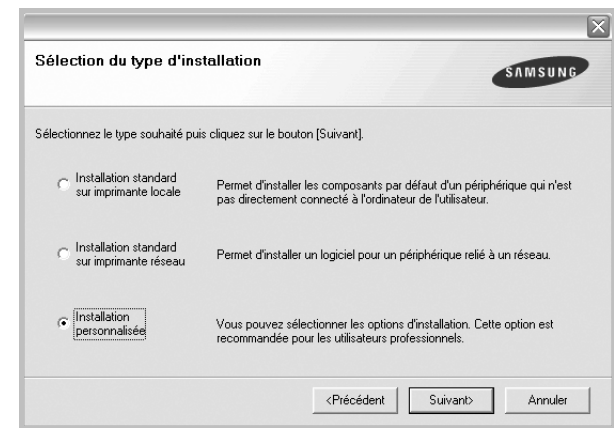 Sélection du type d'installation
SAMSUNG
Sélectionnez le type souhaité puis cliquez sur le bouton [Suivant].
Installation standard
sur imprimante locale
Permet d'installer les composants par défaut d'un périphérique qui n'est
pas directement connecté à l'ordinateur de l'utilisateur.
Installation standard
sur imprimante réseau
Permet d'installer un logiciel pour un périphérique relié à un réseau.
Installation
personnalisée
Vous pouvez sélectionner les options d'installation. Cette option est
recommandée pour les utilisateurs professionnels.
<Précédent Suivant> Annuler